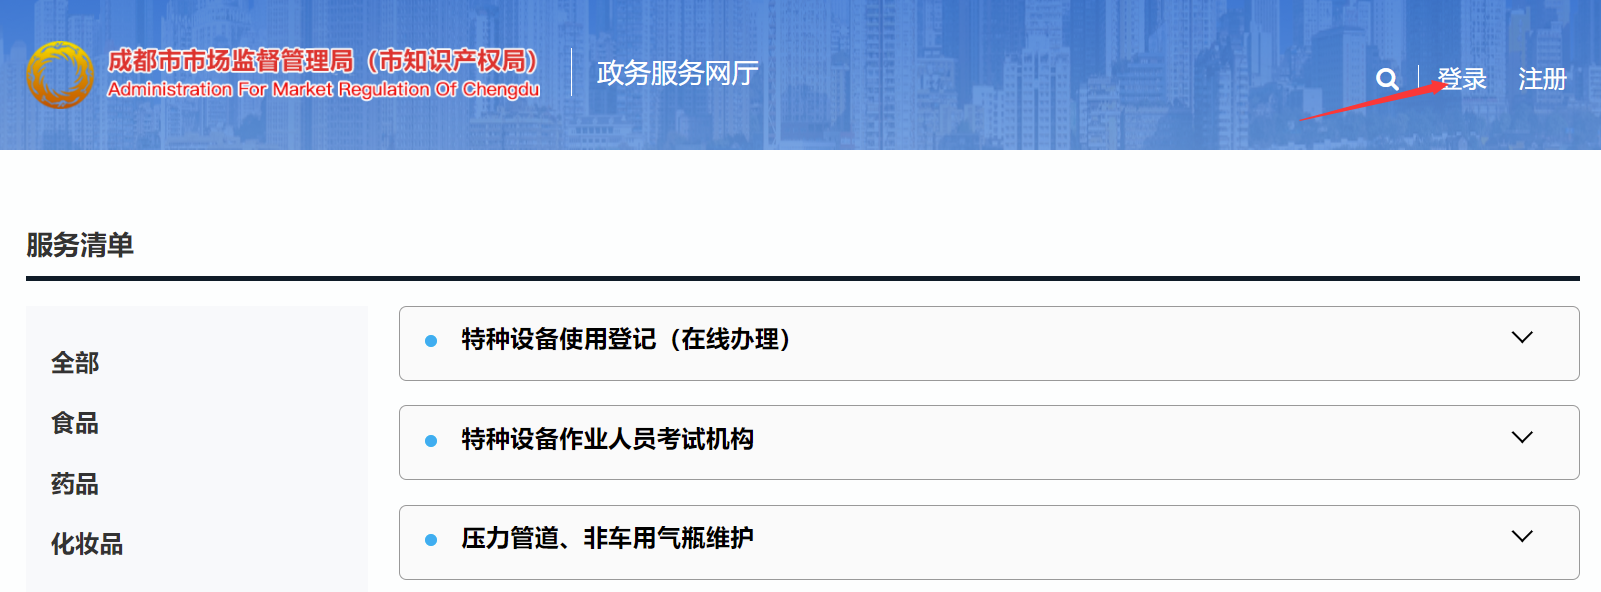 成都市市场监督管理局（市知识产权局）
Administration For Market Regulation Of Chengdu
政务服务网厅
登录 注册
服务清单
全部
食品
药品
化妆品
特种设备使用登记（在线办理）
特种设备作业人员考试机构
压力管道、非车用气瓶维护